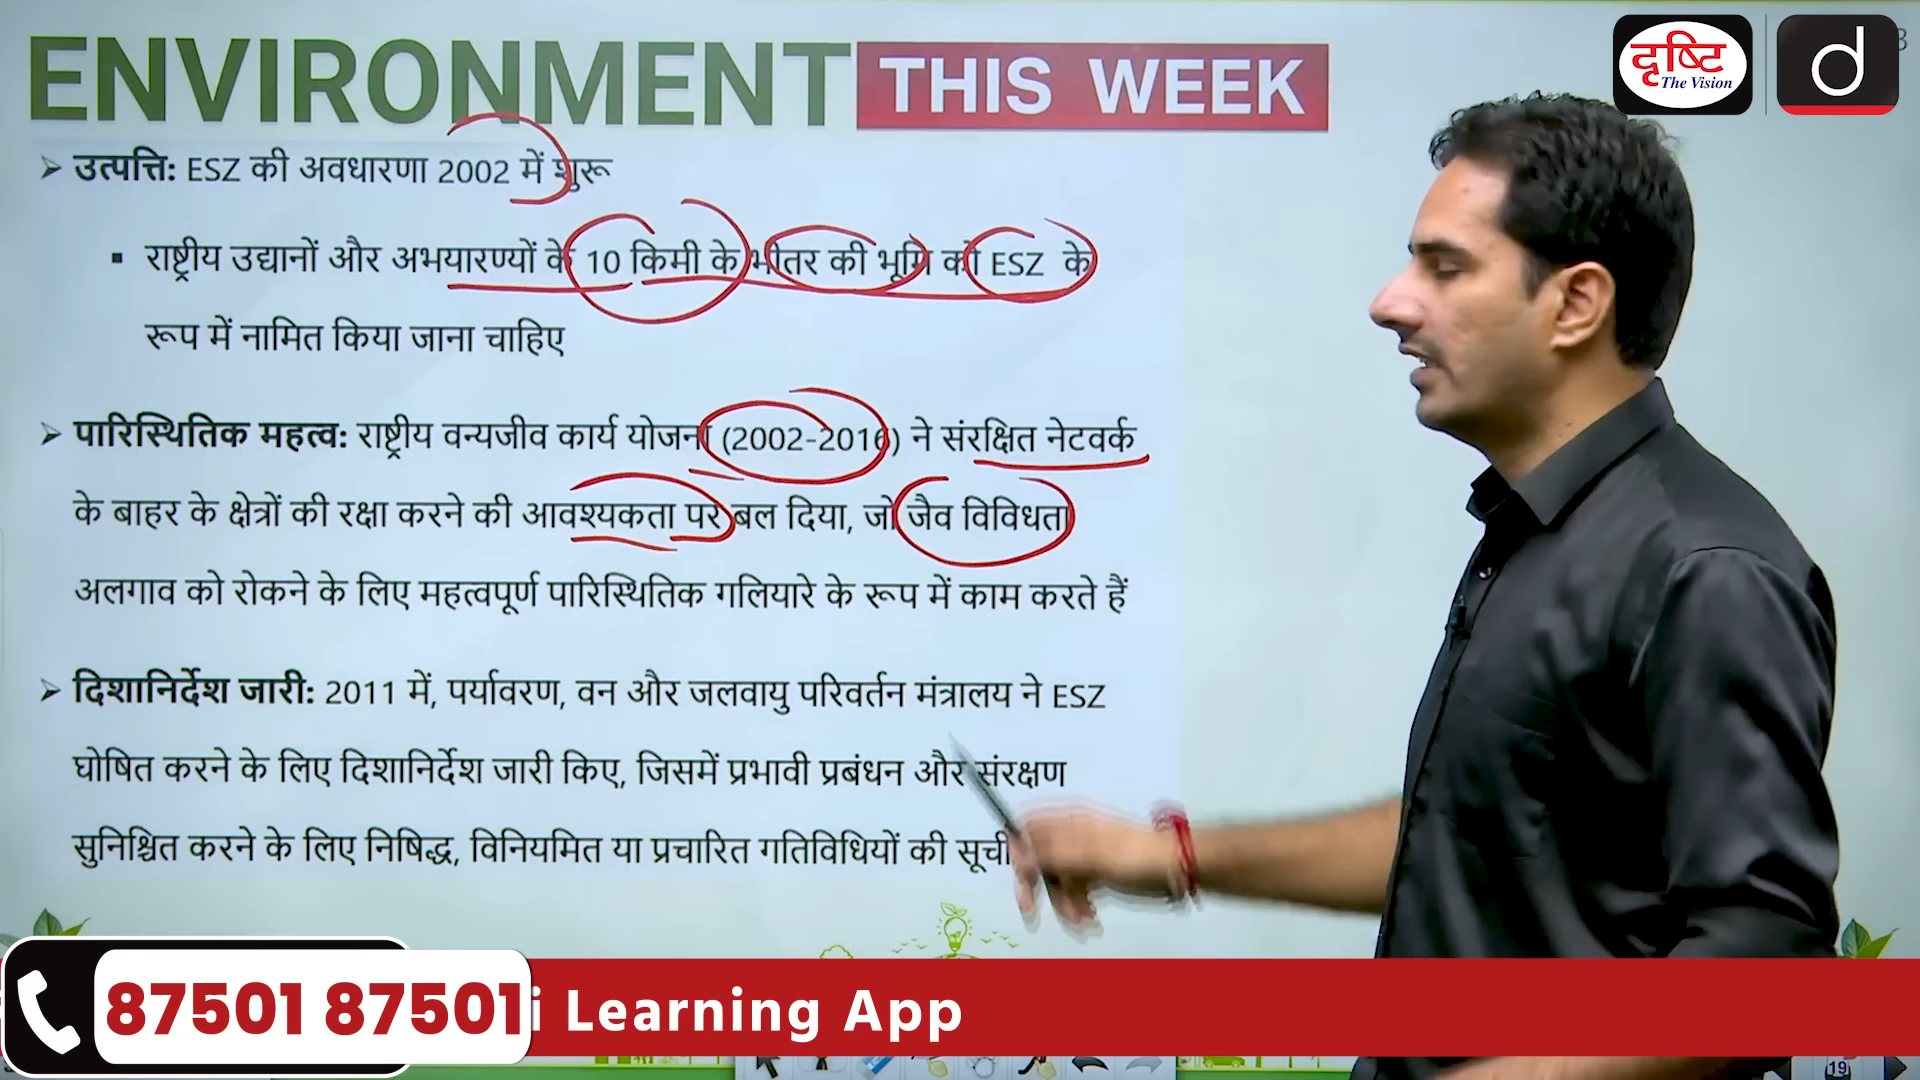 ENVIRONMENT THIS WEEK
दृष्टि
The Vision
d
➢ उत्पत्ति: ESZ की अवधारणा 2002 में शुरू
▪ राष्ट्रीय उद्यानों और अभयारण्यों के 10 किमी के भीतर की भूमि को ESZ के
रूप में नामित किया जाना चाहिए
➢ पारिस्थितिक महत्व: राष्ट्रीय वन्यजीव कार्य योजना (2002-2016) ने संरक्षित नेटवर्क
के बाहर के क्षेत्रों की रक्षा करने की आवश्यकता पर बल दिया, जो जैव विविधता
अलगाव को रोकने के लिए महत्वपूर्ण पारिस्थितिक गलियारे के रूप में काम करते हैं
➢ दिशानिर्देश जारी: 2011 में, पर्यावरण, वन और जलवायु परिवर्तन मंत्रालय ने ESZ
घोषित करने के लिए दिशानिर्देश जारी किए, जिसमें प्रभावी प्रबंधन और संरक्षण
सुनिश्चित करने के लिए निषिद्ध, विनियमित या प्रचारित गतिविधियों की सूची
87501 87501
i Learning App
19